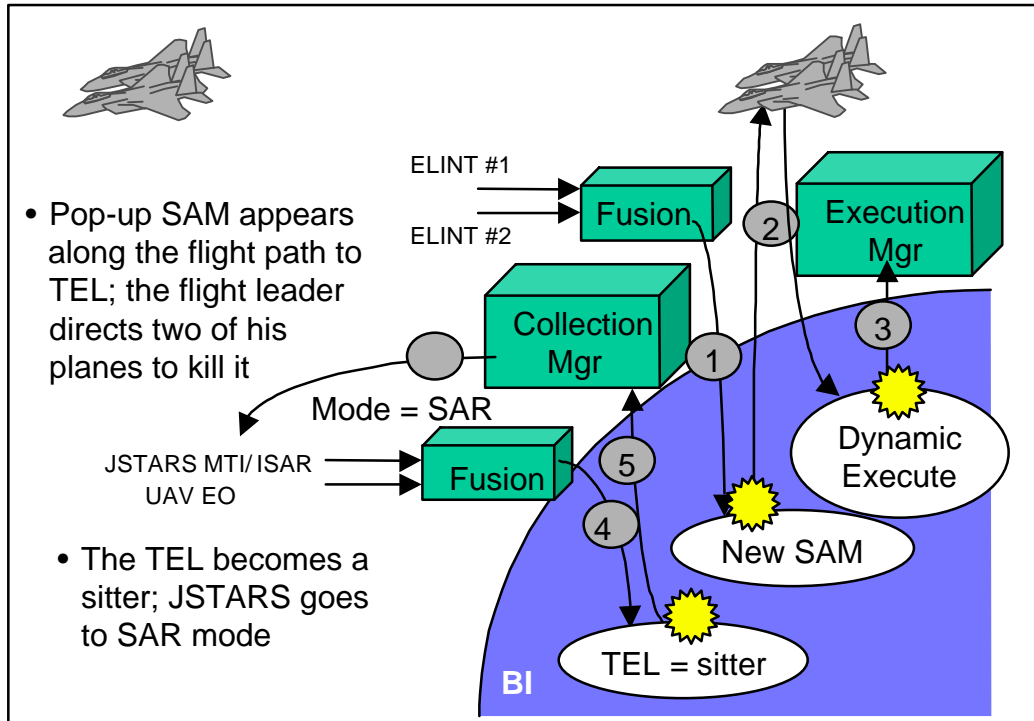 ELINT #1
Fusion
ELINT #2
2
Execution
Mgr
• Pop-up SAM appears
along the flight path to
TEL; the flight leader
directs two of his
planes to kill it
Collection
Mgr
1
3
Mode = SAR
Dynamic
Execute
JSTARS MTI/ ISAR
UAV EO
Fusion
5
4
New SAM
• The TEL becomes a
sitter; JSTARS goes
to SAR mode
TEL = sitter
BI